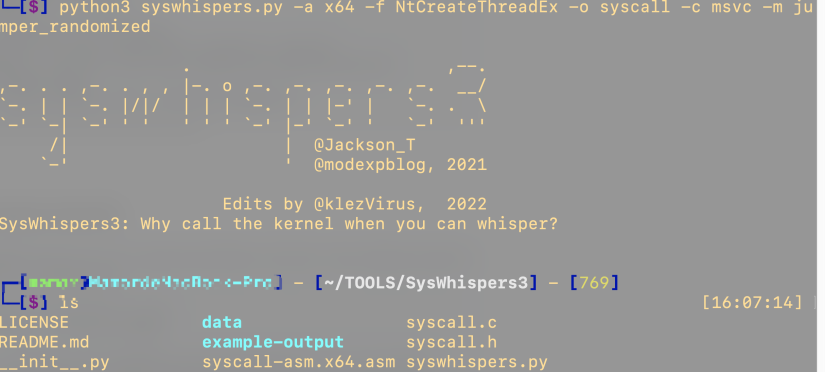 [$] python3 syswhispers.py -a x64 -f NtCreateThreadEx -o syscall -c msvc -m ju
mper_randomized
@Jackson_T
@modexpblog, 2021
Edits by @klezVirus,  2022
SysWhispers3: Why call the kernel when you can whisper?
- [~/TOOLS/SysWhispers3] - [769]
[$] ls [16:07:14]
LICENSE data syscall.c
README.md example-output syscall.h
__init__.py syscall-asm.x64.asm syswhispers.py